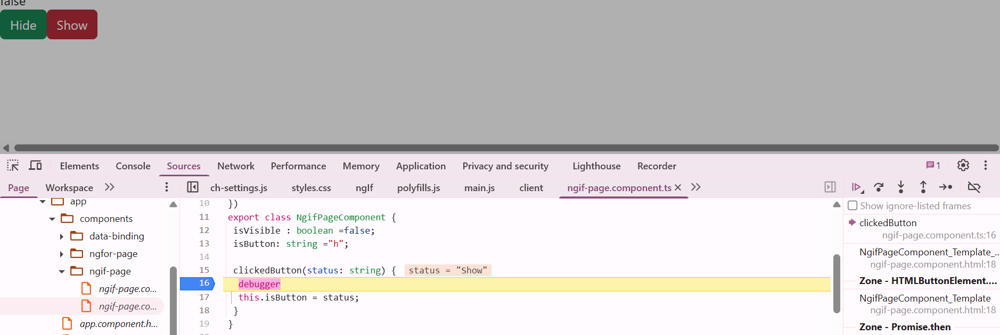 false
Hide Show
Elements Console Sources Network Performance Memory Application Privacy and security Lighthouse Recorder 1
Page Workspace ch-settings.js styles.css ngIf polyfills.js main.js client ngif-page.component.ts
app
components
data-binding
ngfor-page
ngif-page
ngif-page.co...
ngif-page.co...
app.component.h...
10 })
11 export class NgifPageComponent {
12 isVisible : boolean =false;
13 isButton: string ="h";
14
15 clickedButton(status: string) { status = "Show"
16 debugger
17 this.isButton = status;
18 }
19 }
Show ignore-listed frames
clickedButton
ngif-page.component.ts:16
NgifPageComponent_Template_...
ngif-page.component.html:18
Zone - HTMLButtonElement....
NgifPageComponent_Template
ngif-page.component.html:18
Zone - Promise.then